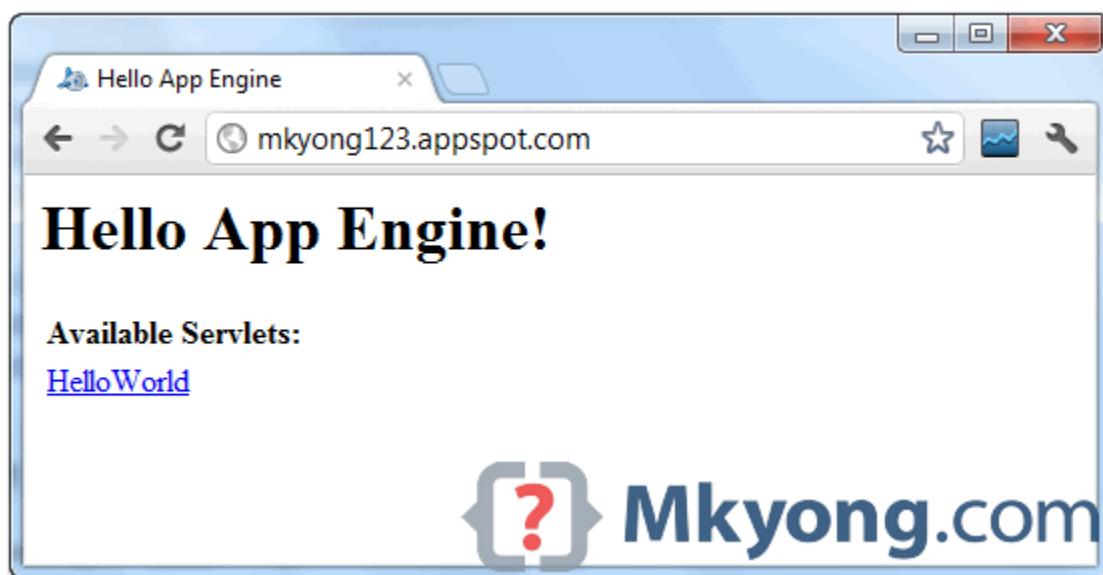 Hello App Engine
mkyong123.appspot.com
Hello App Engine!
Available Servlets:
HelloWorld
Mkyong.com